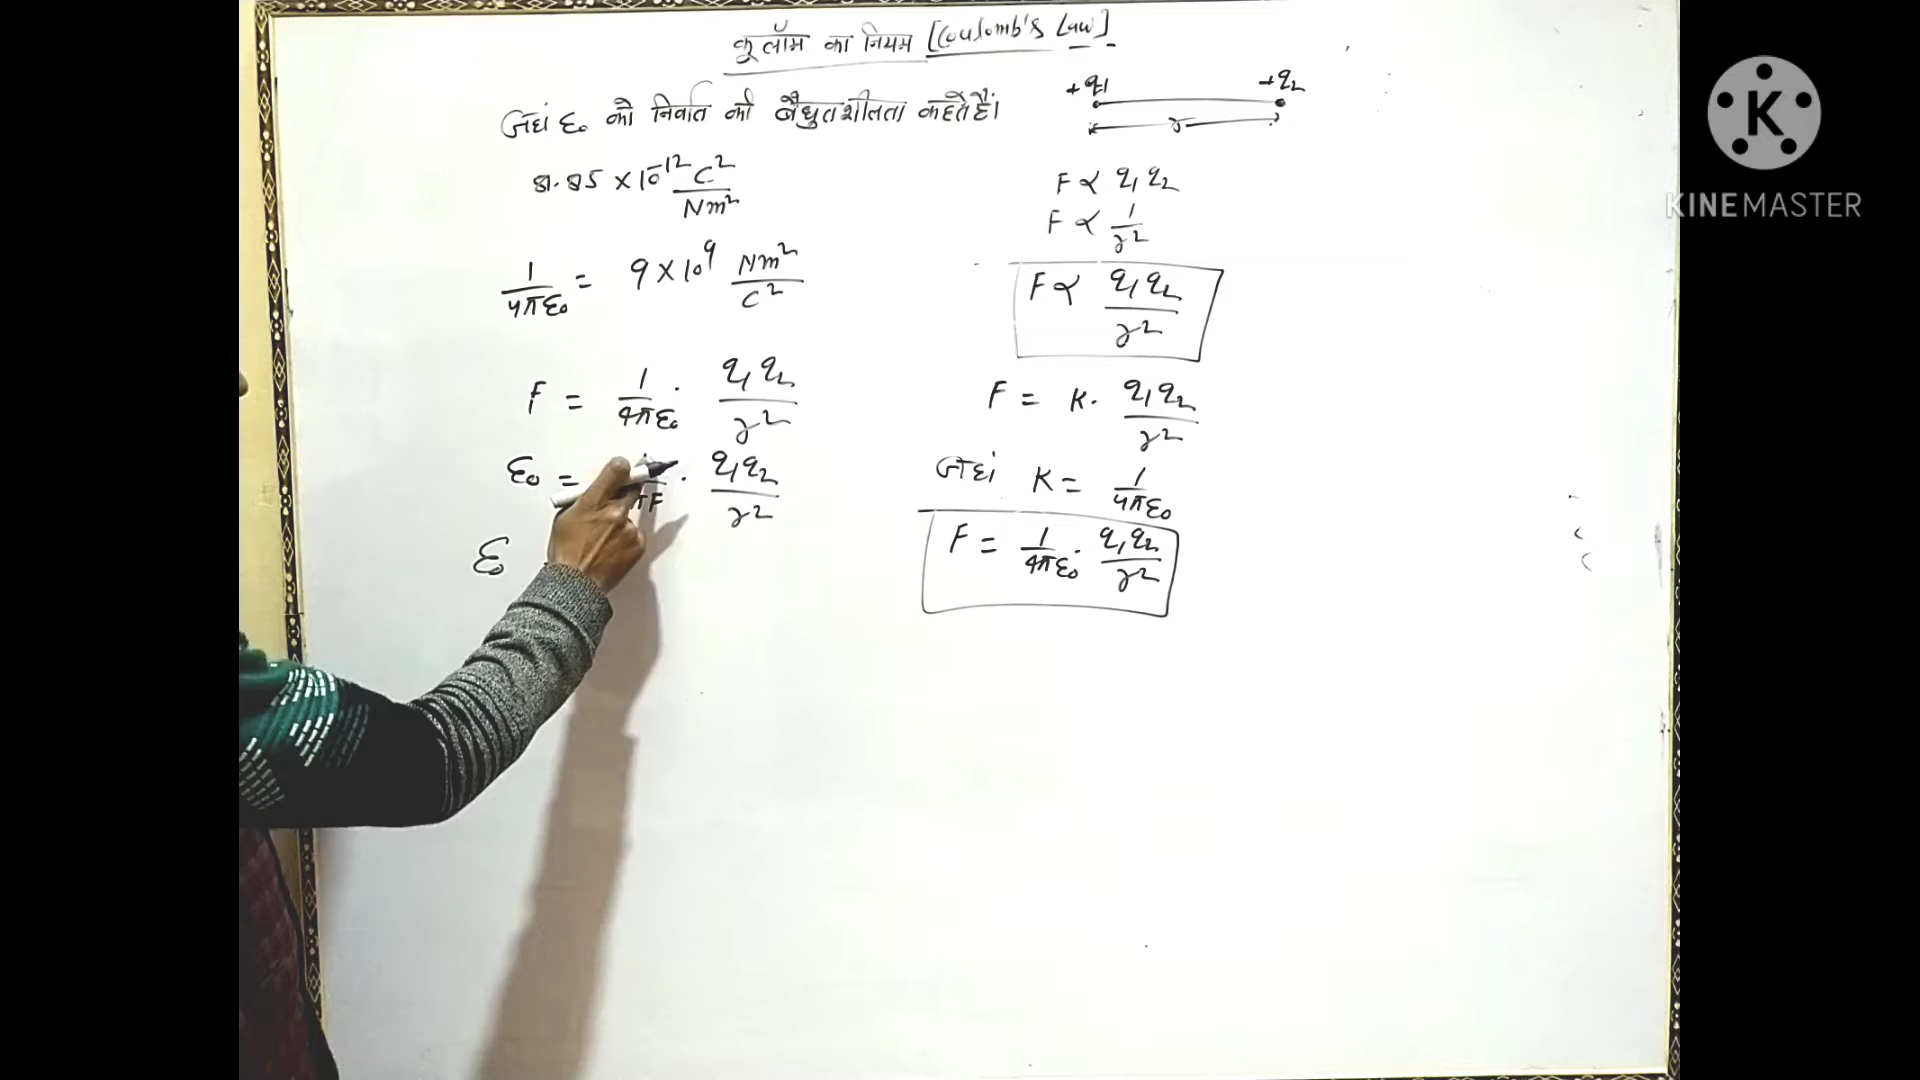 कूलॉम का नियम [Coulomb's Law]
जहां ε₀ को निर्वात की वैधुतशीलता कहते हैं।
8.85 × 10⁻¹² C²/Nm²
1/4πε₀ = 9 × 10⁹ Nm²/C²
F = 1/4πε₀ · q₁q₂/r²
ε₀ = · q₁q₂/r²
ε₀
+q₁ +q₂
r
F ∝ q₁q₂
F ∝ 1/r²
F ∝ q₁q₂/r²
F = K · q₁q₂/r²
जहां K = 1/4πε₀
F = 1/4πε₀ · q₁q₂/r²
K
KINEMASTER